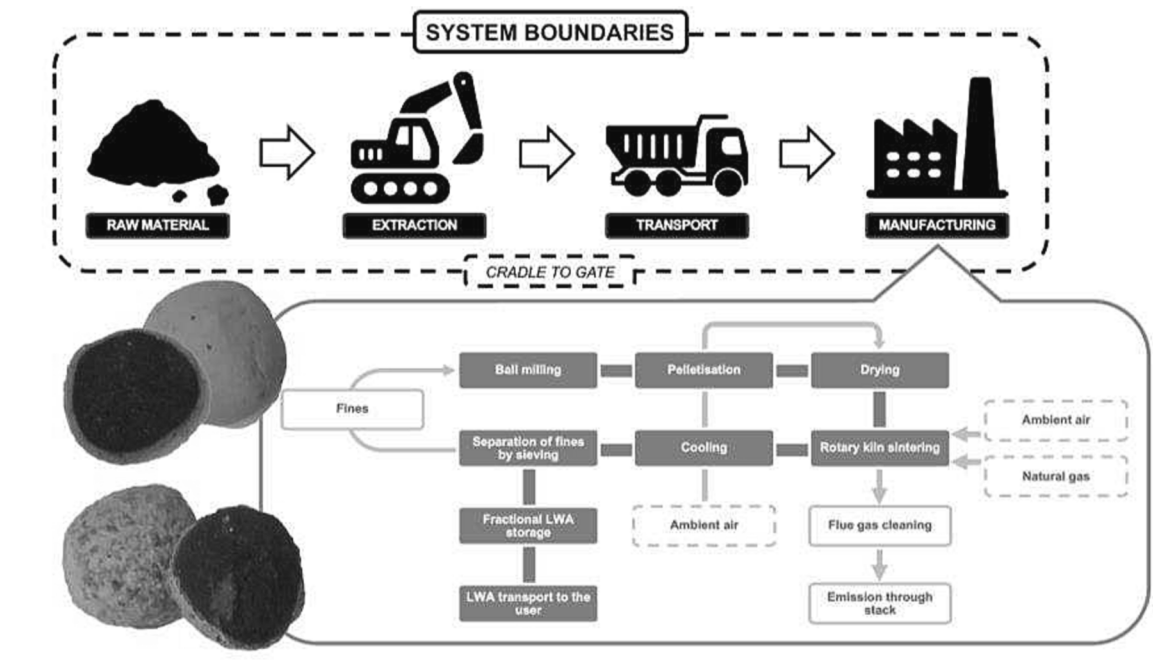 SYSTEM BOUNDARIES
RAW MATERIAL
EXTRACTION
TRANSPORT
MANUFACTURING
CRADLE TO GATE
Ball milling
Pelletisation
Drying
Fines
Ambient air
Separation of fines
by sieving
Cooling
Rotary kiln sintering
Natural gas
Fractional LWA
storage
Ambient air
Flue gas cleaning
LWA transport to the
user
Emission through
stack